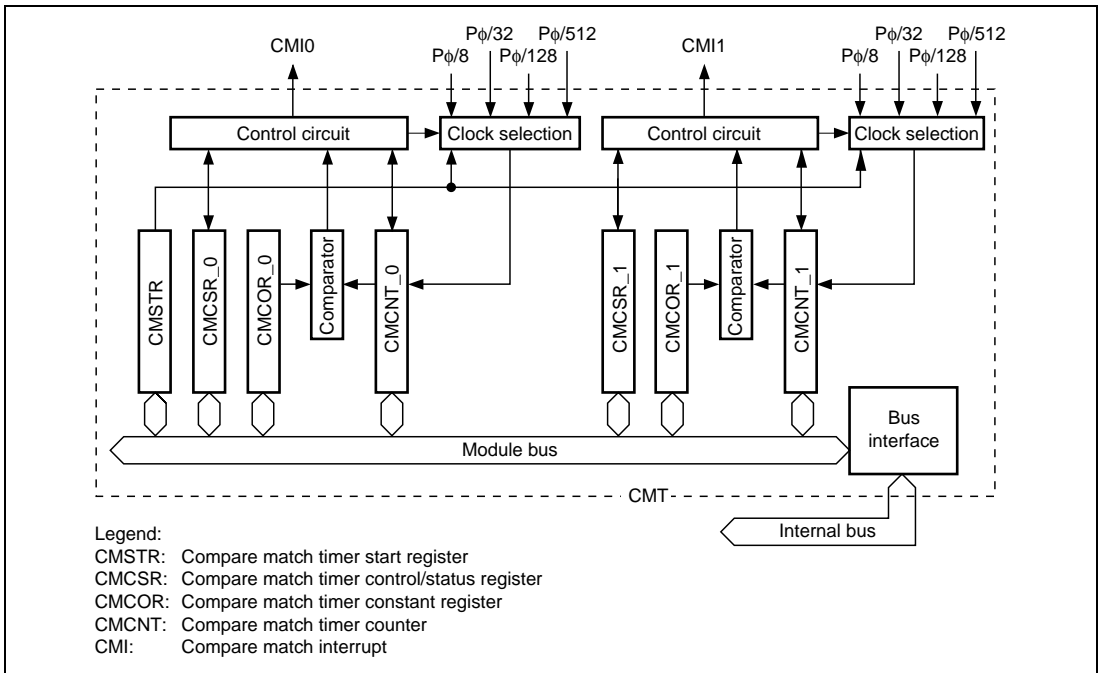 CMI0
Pφ/32
Pφ/512
Pφ/8
Pφ/128
CMI1
Pφ/32
Pφ/512
Pφ/8
Pφ/128
Control circuit
Clock selection
Control circuit
Clock selection
CMSTR
CMCSR_0
CMCOR_0
Comparator
CMCNT_0
CMCSR_1
CMCOR_1
Comparator
CMCNT_1
Bus
interface
Module bus
CMT
Internal bus
Legend:
CMSTR: Compare match timer start register
CMCSR: Compare match timer control/status register
CMCOR: Compare match timer constant register
CMCNT: Compare match timer counter
CMI: Compare match interrupt